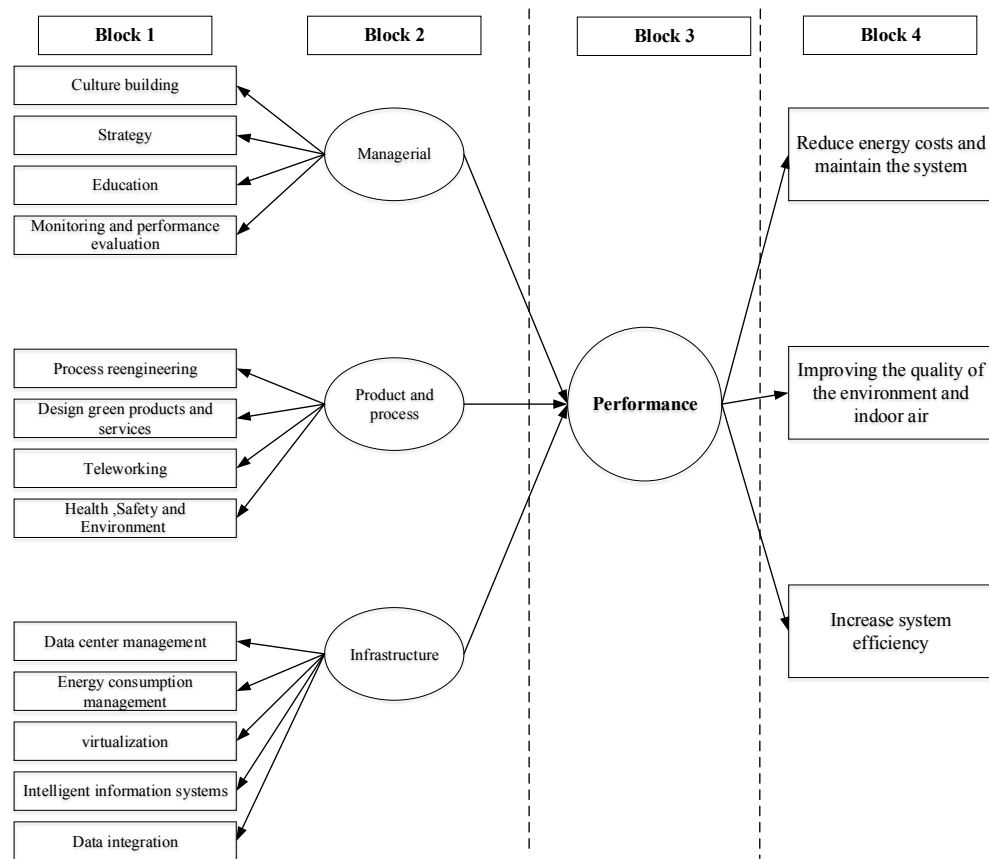 Block 1
Block 2
Block 3
Block 4
Culture building
Strategy
Education
Monitoring and performance
evaluation
Managerial
Reduce energy costs and
maintain the system
Process reengineering
Design green products and
services
Teleworking
Health ,Safety and
Environment
Product and
process
Performance
Improving the quality of
the environment and
indoor air
Data center management
Energy consumption
management
virtualization
Intelligent information systems
Data integration
Infrastructure
Increase system
efficiency